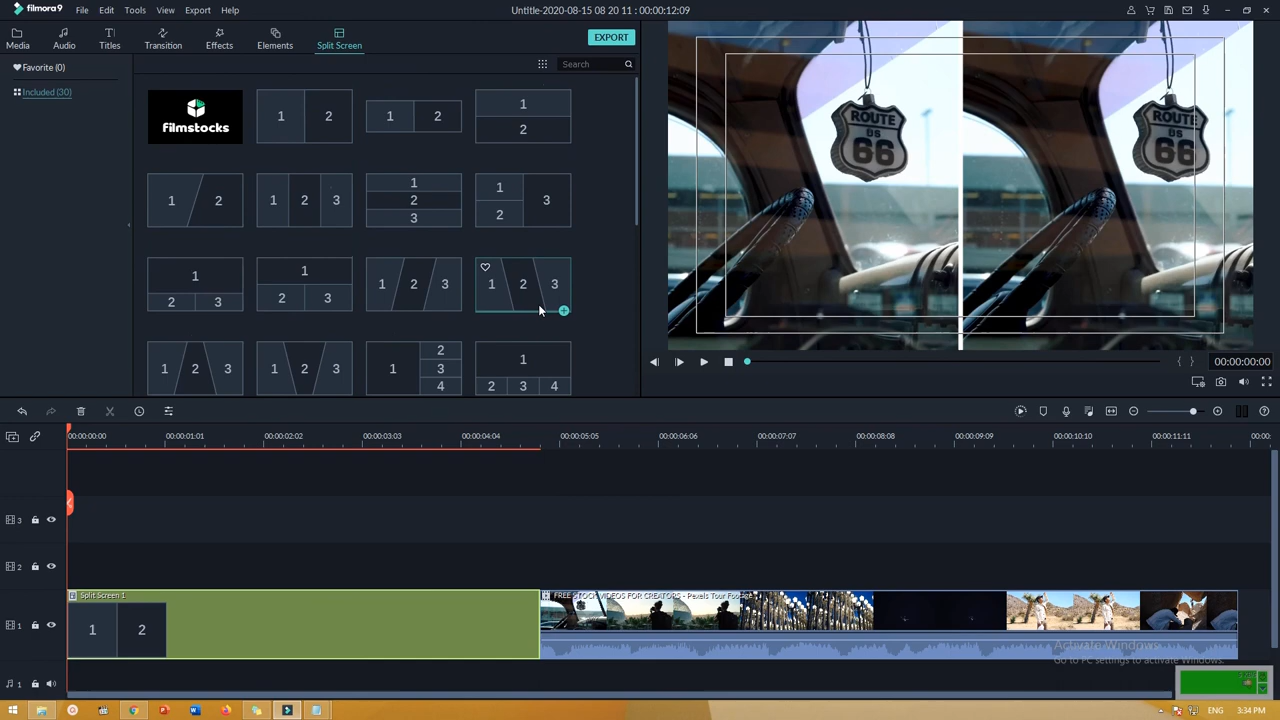 filmora9 File Edit Tools View Export Help Untitle-2020-08-15 08 20 11 : 00:00:12:09
Media Audio Titles Transition Effects Elements Split Screen EXPORT
Favorite (0)
Search
Included (30)
filmstocks
1 2
1 2
1
2
1 2
1 2 3
1
2
3
1
2
3
1
2 3
1
2 3
1 2 3
1 2 3
1 2 3
1 2 3
1
2
3
4
1
2 3 4
ROUTE
US
66
ROUTE
US
66
00:00:00:00
00:00:00:00 00:00:01:01 00:00:02:02 00:00:03:03 00:00:04:04 00:00:05:05 00:00:06:06 00:00:07:07 00:00:08:08 00:00:09:09 00:00:10:10 00:00:11:11 00:00:
3
2
Split Screen 1
FREE STOCK VIDEOS FOR CREATORS - Pexels Tour Footage
1
1 2
Activate Windows
Go to PC settings to activate Windows.
1
ENG 3:34 PM